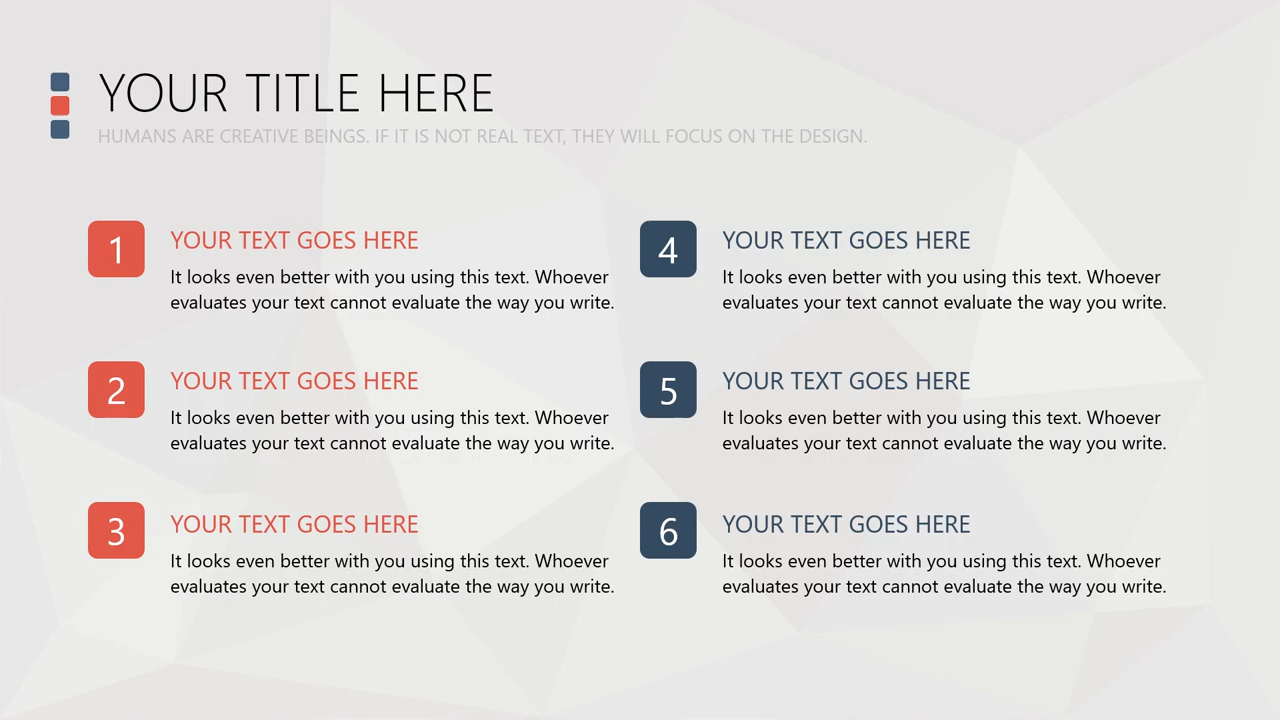 YOUR TITLE HERE
HUMANS ARE CREATIVE BEINGS. IF IT IS NOT REAL TEXT, THEY WILL FOCUS ON THE DESIGN.
1
YOUR TEXT GOES HERE
It looks even better with you using this text. Whoever
evaluates your text cannot evaluate the way you write.
2
YOUR TEXT GOES HERE
It looks even better with you using this text. Whoever
evaluates your text cannot evaluate the way you write.
3
YOUR TEXT GOES HERE
It looks even better with you using this text. Whoever
evaluates your text cannot evaluate the way you write.
4
YOUR TEXT GOES HERE
It looks even better with you using this text. Whoever
evaluates your text cannot evaluate the way you write.
5
YOUR TEXT GOES HERE
It looks even better with you using this text. Whoever
evaluates your text cannot evaluate the way you write.
6
YOUR TEXT GOES HERE
It looks even better with you using this text. Whoever
evaluates your text cannot evaluate the way you write.